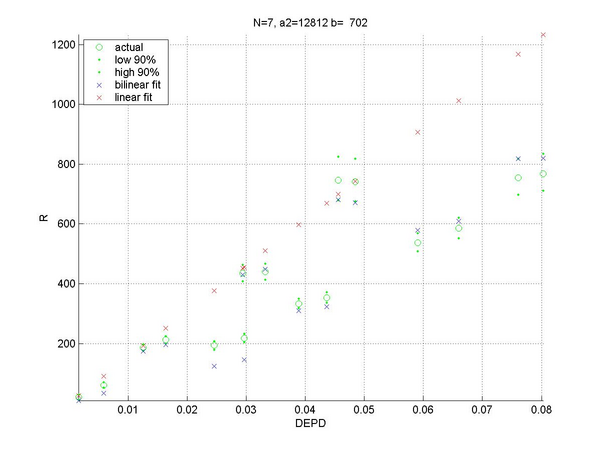 N=7, a2=12812 b= 702
actual
low 90%
high 90%
bilinear fit
linear fit
1200
1000
800
600
400
200
R
0.01 0.02 0.03 0.04 0.05 0.06 0.07 0.08
DEPD